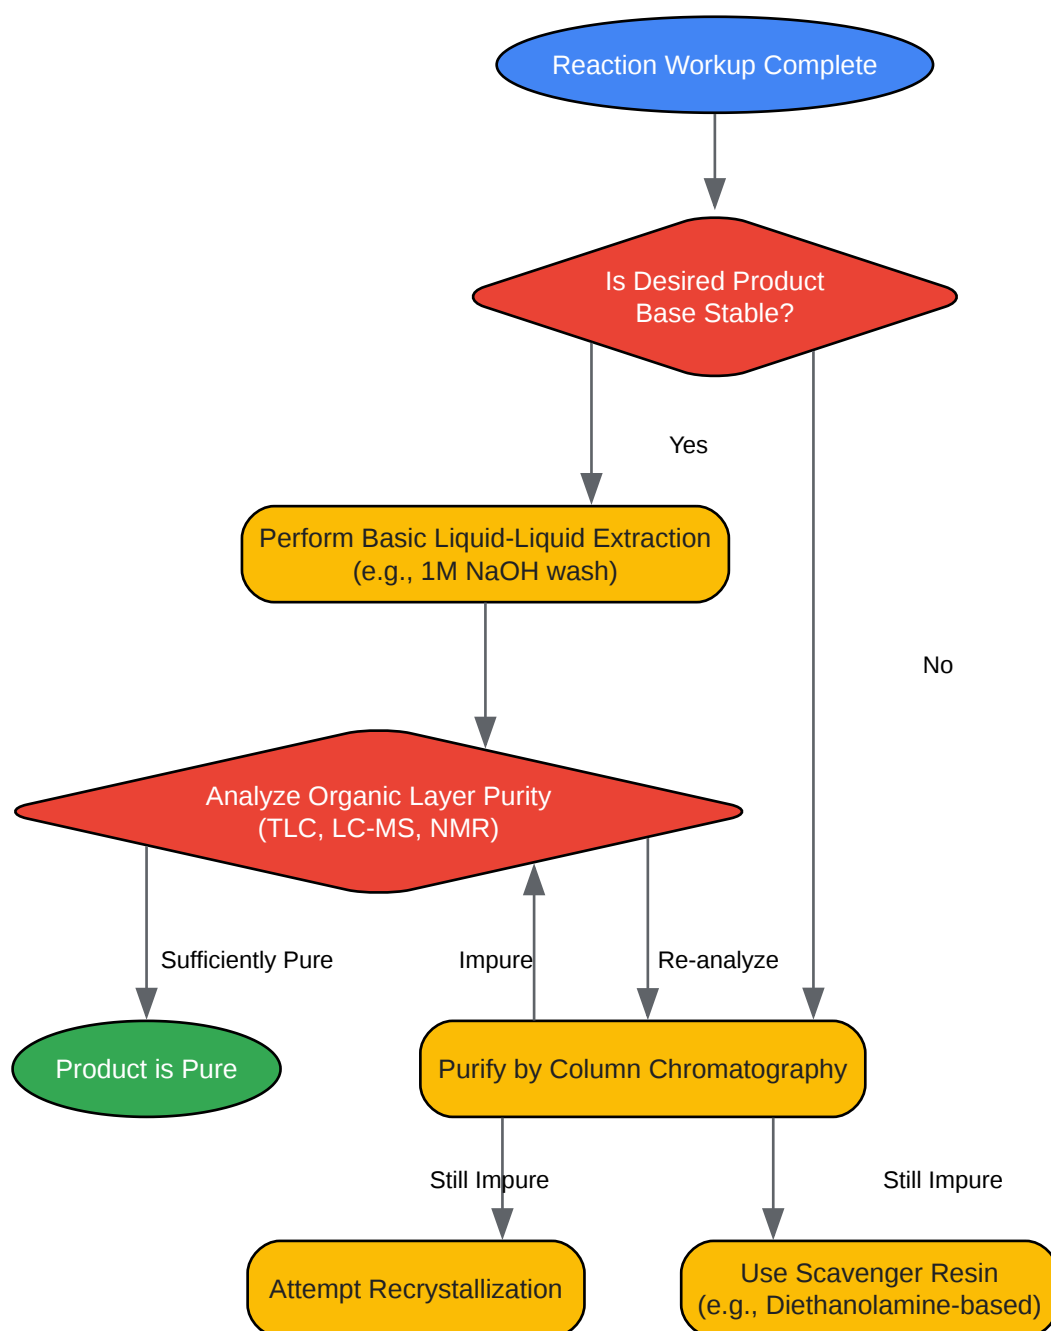 Reaction Workup Complete
Is Desired Product
Base Stable?
Yes
Perform Basic Liquid-Liquid Extraction
(e.g., 1M NaOH wash)
No
Analyze Organic Layer Purity
(TLC, LC-MS, NMR)
Sufficiently Pure
Impure
Re-analyze
Product is Pure
Purify by Column Chromatography
Still Impure
Still Impure
Attempt Recrystallization
Use Scavenger Resin
(e.g., Diethanolamine-based)